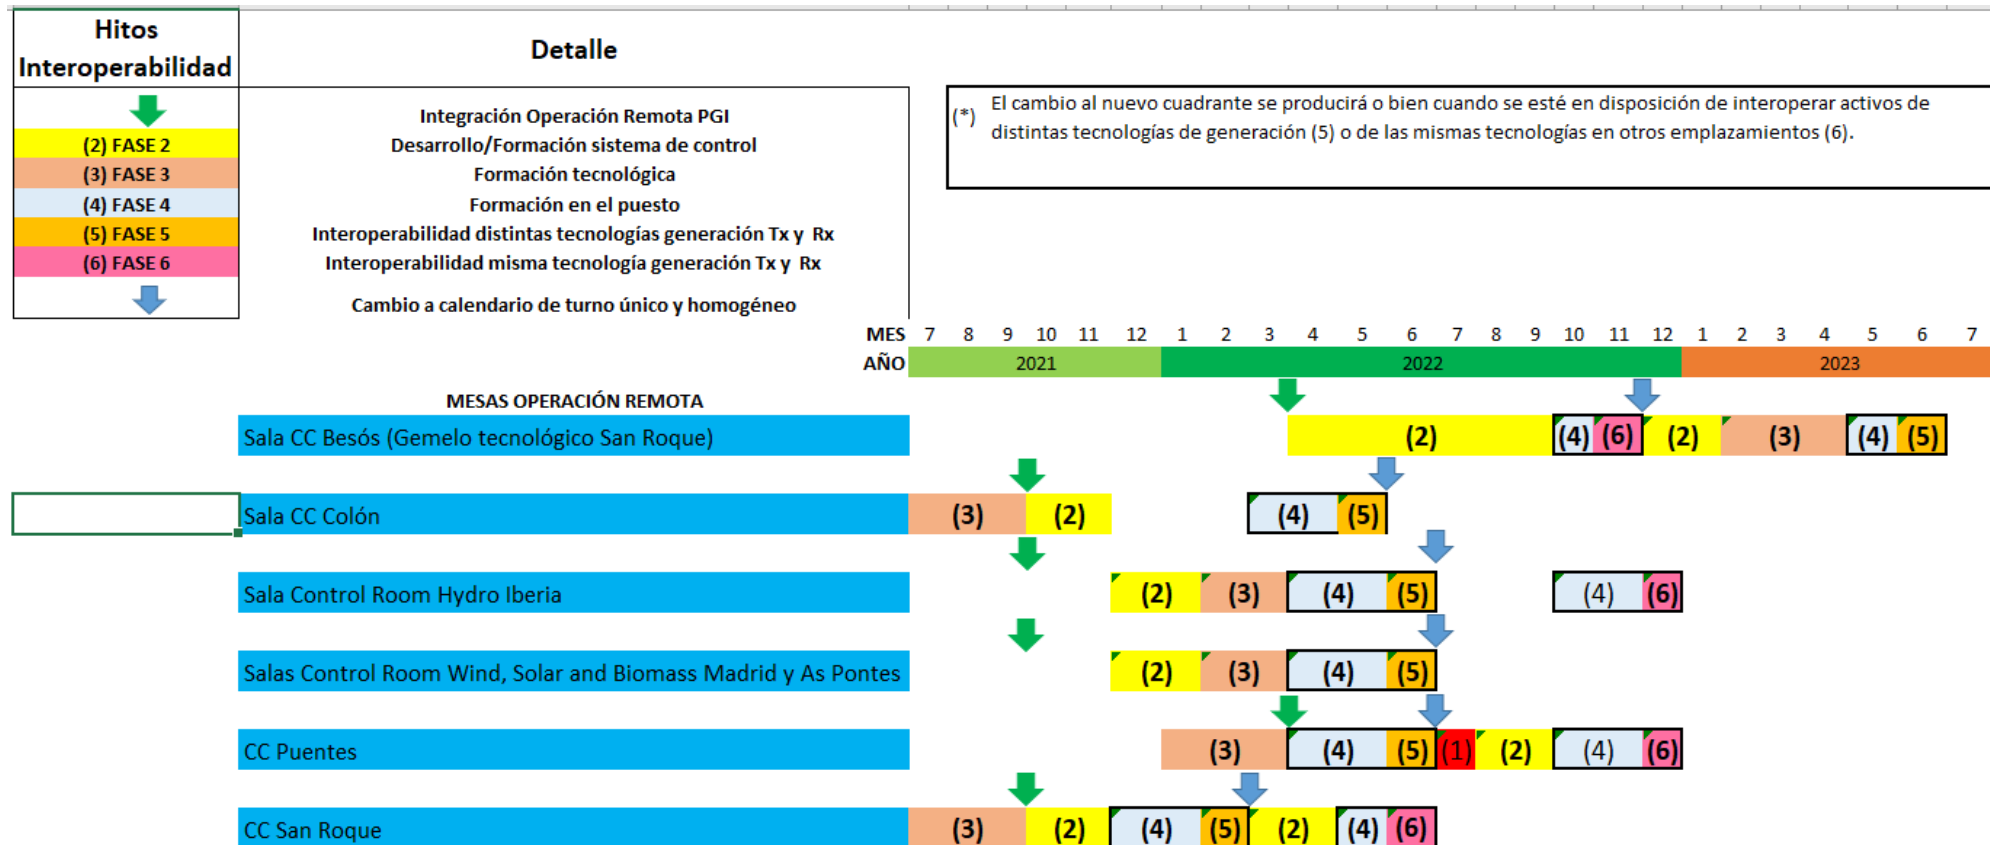 Hitos
Interoperabilidad
Detalle
Integración Operación Remota PGI
(2) FASE 2
Desarrollo/Formación sistema de control
(3) FASE 3
Formación tecnológica
(4) FASE 4
Formación en el puesto
(5) FASE 5
Interoperabilidad distintas tecnologías generación Tx y Rx
(6) FASE 6
Interoperabilidad misma tecnología generación Tx y Rx
Cambio a calendario de turno único y homogéneo
(*) El cambio al nuevo cuadrante se producirá o bien cuando se esté en disposición de interoperar activos de
distintas tecnologías de generación (5) o de las mismas tecnologías en otros emplazamientos (6).
MES 7 8 9 10 11 12 1 2 3 4 5 6 7 8 9 10 11 12 1 2 3 4 5 6 7
AÑO 2021 2022 2023
MESAS OPERACIÓN REMOTA
Sala CC Besós (Gemelo tecnológico San Roque) (2) (4) (6) (2) (3) (4) (5)
Sala CC Colón (3) (2) (4) (5)
Sala Control Room Hydro Iberia (2) (3) (4) (5) (4) (6)
Salas Control Room Wind, Solar and Biomass Madrid y As Pontes (2) (3) (4) (5)
CC Puentes (3) (4) (5) (1) (2) (4) (6)
CC San Roque (3) (2) (4) (5) (2) (4) (6)